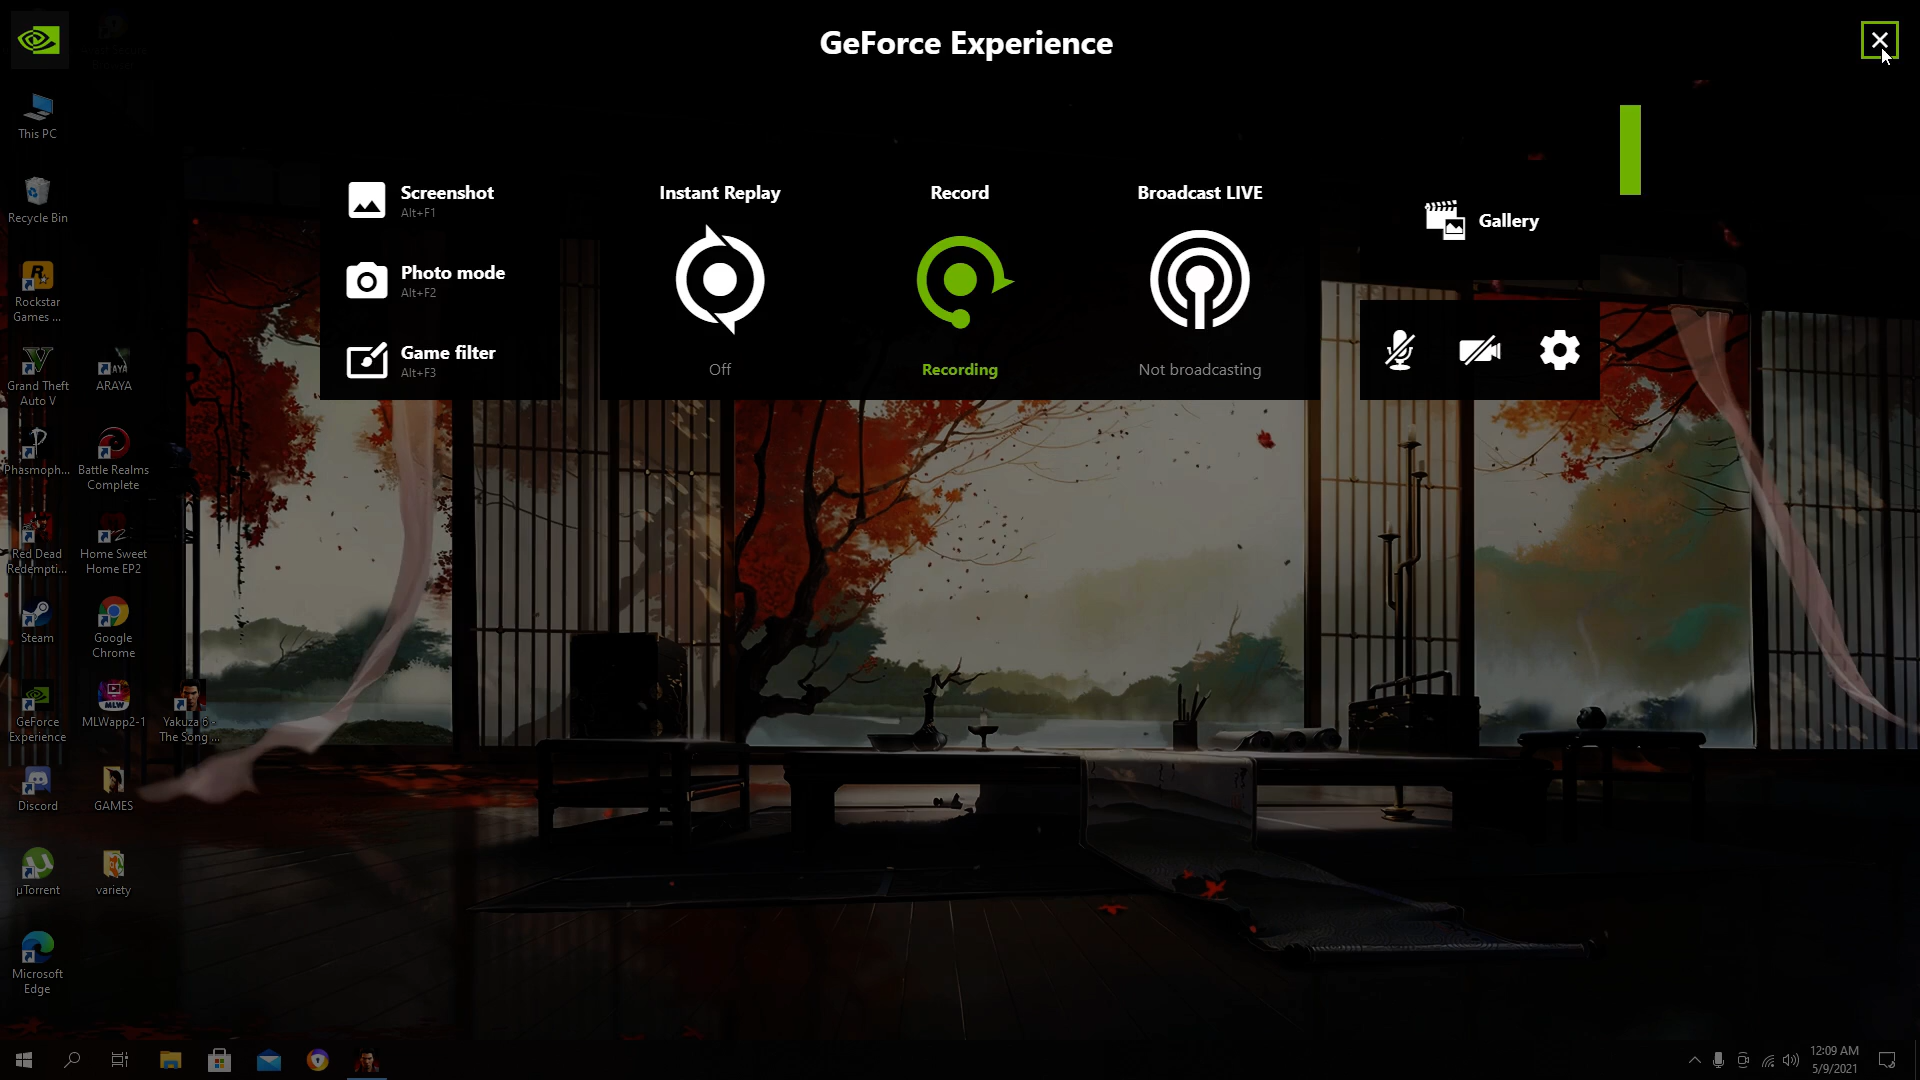 GeForce Experience
Screenshot
Alt+F1
Photo mode
Alt+F2
Game filter
Alt+F3
Instant Replay
Off
Record
Recording
Broadcast LIVE
Not broadcasting
Gallery
This PC
Recycle Bin
Rockstar
Games ...
Grand Theft
Auto V
ARAYA
Phasmoph...
Battle Realms
Complete
Red Dead
Redempti...
Home Sweet
Home EP2
Steam
Google
Chrome
GeForce
Experience
MLWapp2-1
Yakuza 6 -
The Song ...
Discord
GAMES
µTorrent
variety
Microsoft
Edge
12:09 AM
5/9/2021